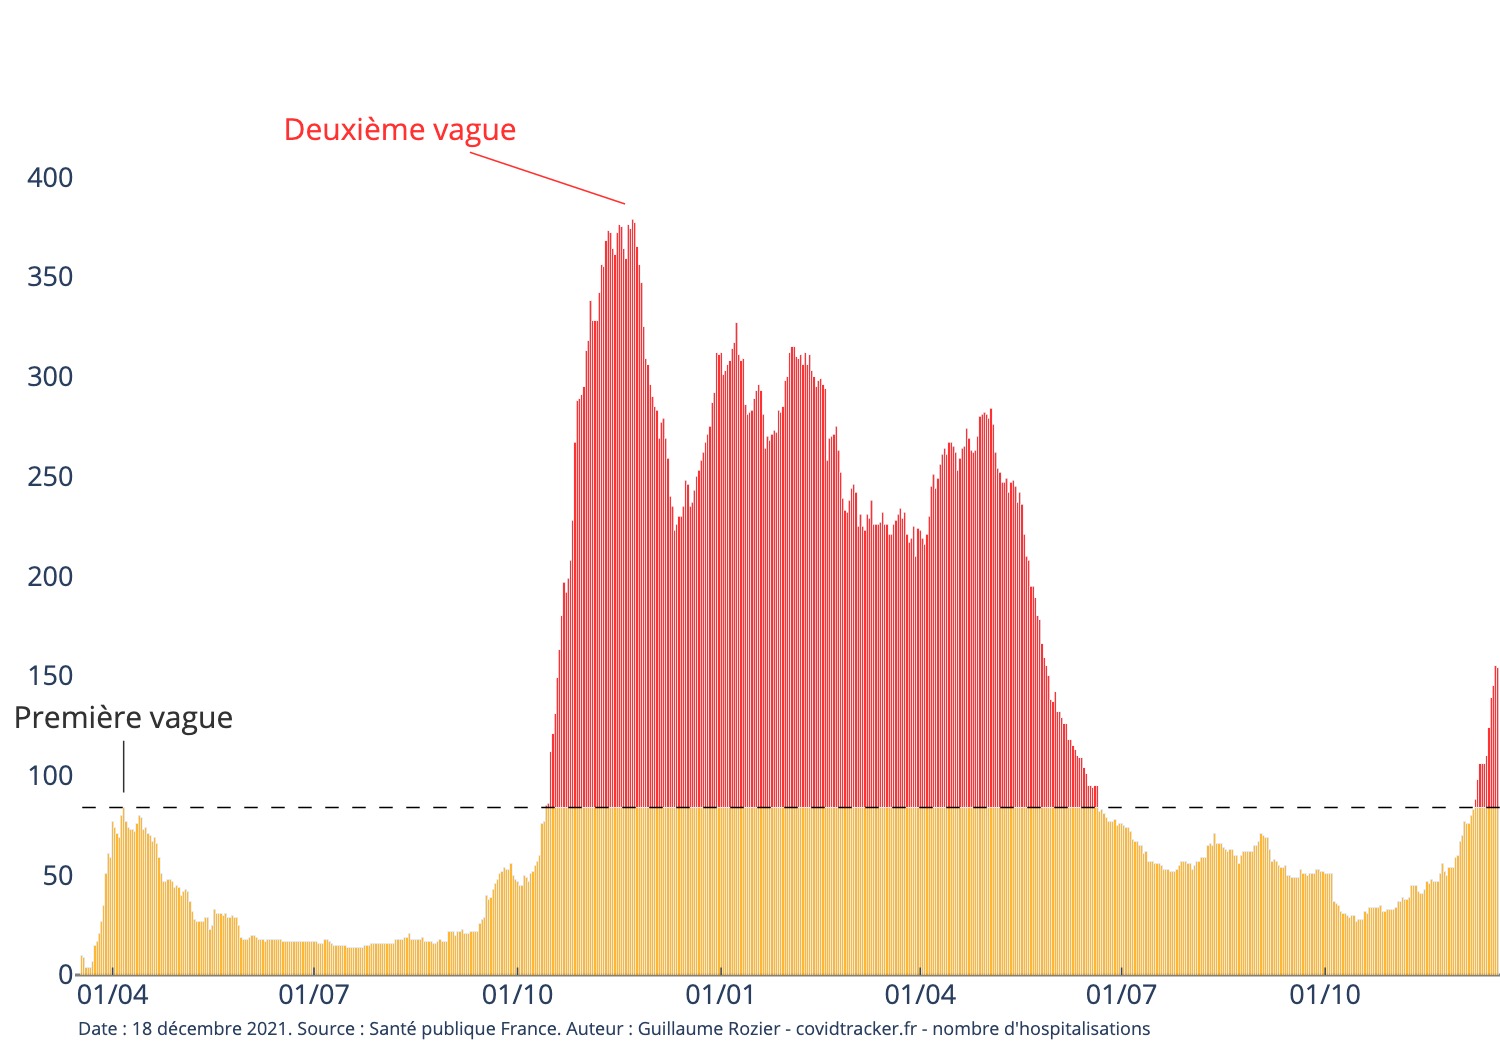 Deuxième vague
400
350
300
250
200
150
Première vague
100
50
0
01/04 01/07 01/10 01/01 01/04 01/07 01/10
Date : 18 décembre 2021. Source : Santé publique France. Auteur : Guillaume Rozier - covidtracker.fr - nombre d'hospitalisations